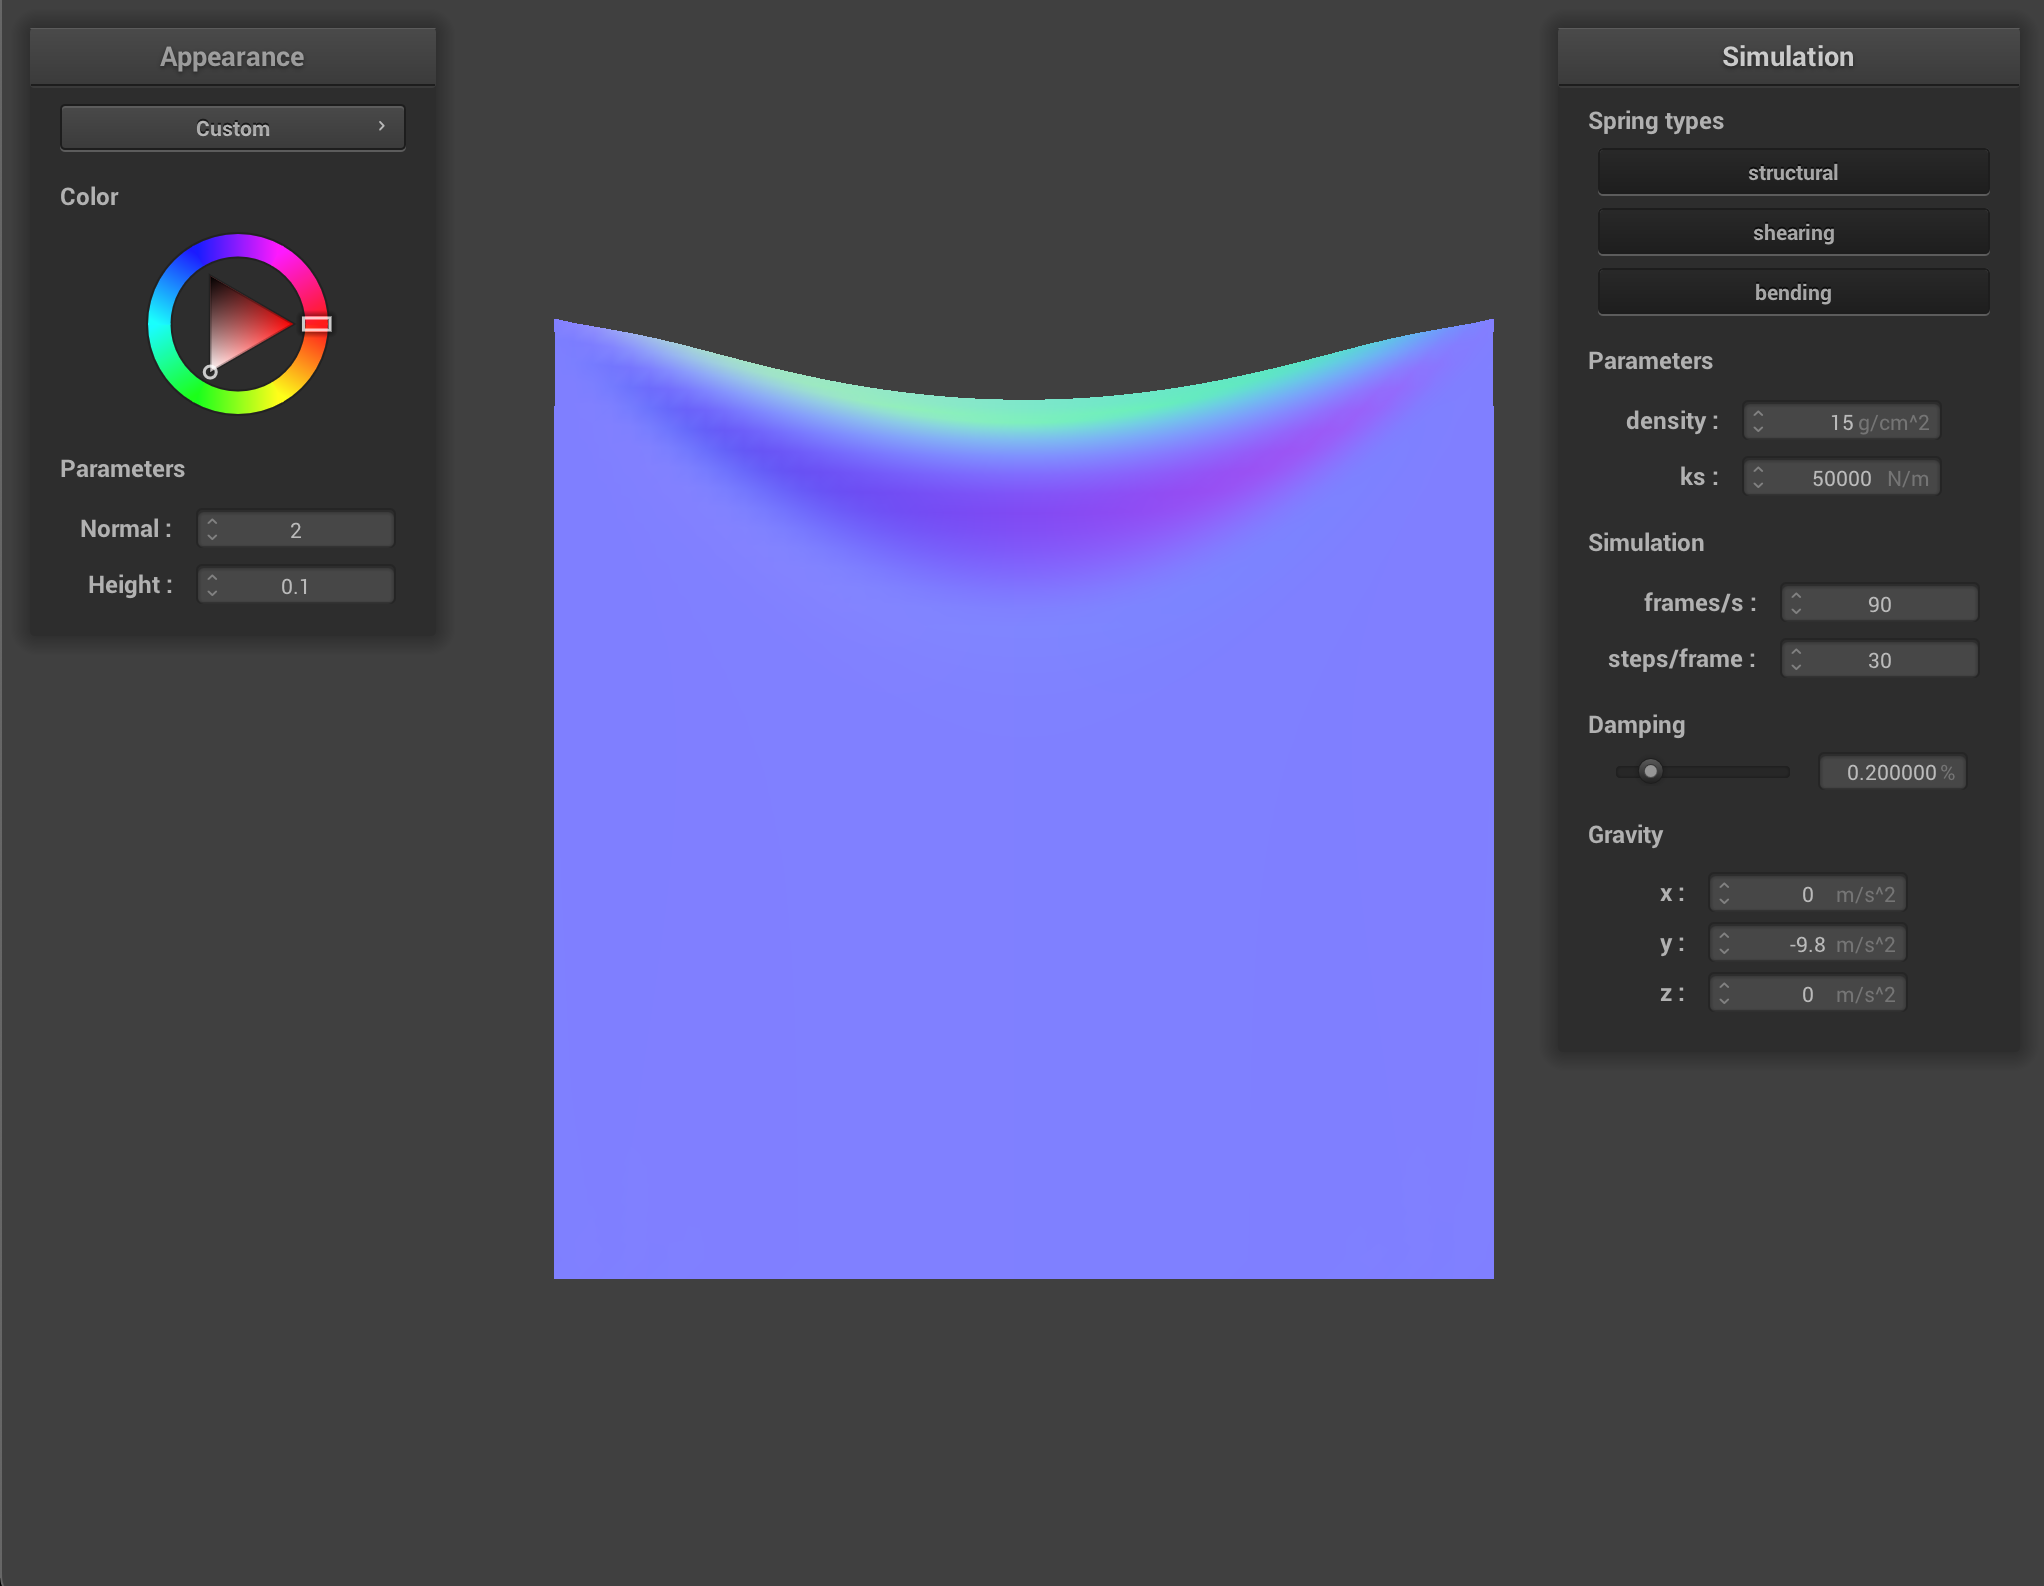 Appearance
Custom
Color
Parameters
Normal : 2
Height : 0.1
Simulation
Spring types
structural
shearing
bending
Parameters
density : 15 g/cm^2
ks : 50000 N/m
Simulation
frames/s : 90
steps/frame : 30
Damping
0.200000 %
Gravity
x : 0 m/s^2
y : -9.8 m/s^2
z : 0 m/s^2